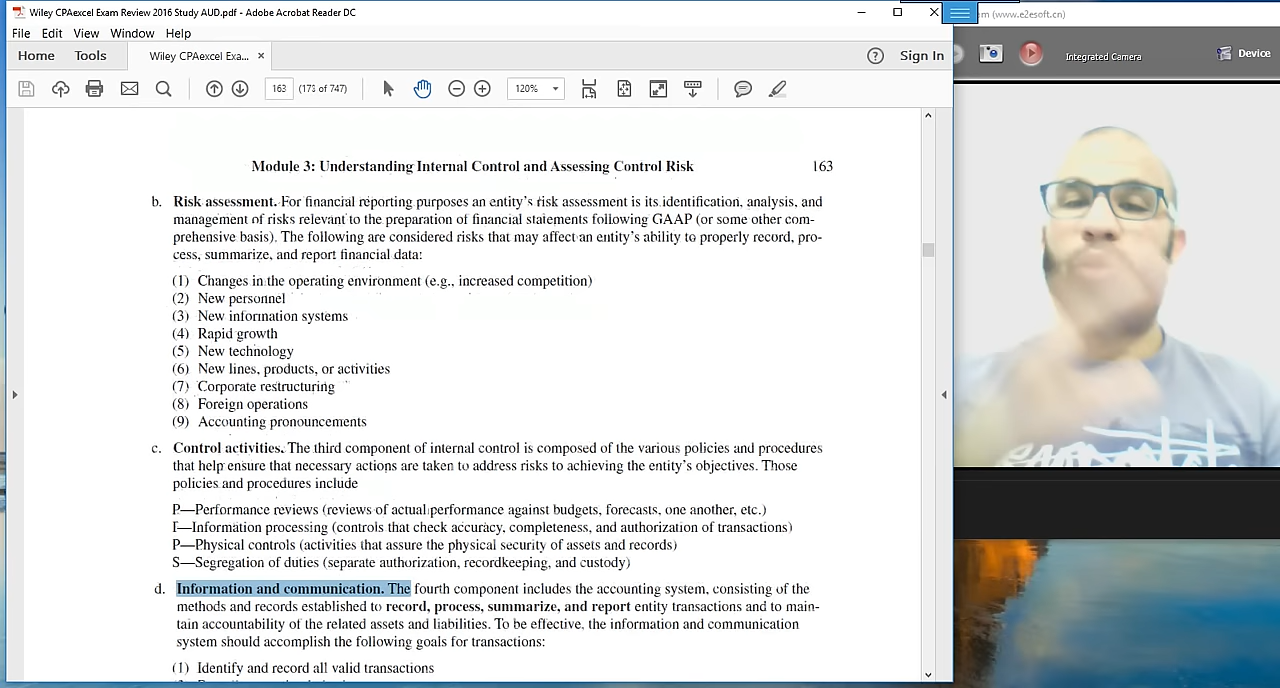 Wiley CPAexcel Exam Review 2016 Study AUD.pdf - Adobe Acrobat Reader DC
(www.e2esoft.cn)
File Edit View Window Help
Home Tools Wiley CPAexcel Exa... × Sign In
Integrated Camera Device
163 (173 of 747) 120%
Module 3: Understanding Internal Control and Assessing Control Risk 163
b. Risk assessment. For financial reporting purposes an entity's risk assessment is its identification, analysis, and
management of risks relevant to the preparation of financial statements following GAAP (or some other com-
prehensive basis). The following are considered risks that may affect an entity's ability to properly record, pro-
cess, summarize, and report financial data:
(1) Changes in the operating environment (e.g., increased competition)
(2) New personnel
(3) New information systems
(4) Rapid growth
(5) New technology
(6) New lines, products, or activities
(7) Corporate restructuring
(8) Foreign operations
(9) Accounting pronouncements
c. Control activities. The third component of internal control is composed of the various policies and procedures
that help ensure that necessary actions are taken to address risks to achieving the entity's objectives. Those
policies and procedures include
P—Performance reviews (reviews of actual performance against budgets, forecasts, one another, etc.)
I—Information processing (controls that check accuracy, completeness, and authorization of transactions)
P—Physical controls (activities that assure the physical security of assets and records)
S—Segregation of duties (separate authorization, recordkeeping, and custody)
d. Information and communication. The fourth component includes the accounting system, consisting of the
methods and records established to record, process, summarize, and report entity transactions and to main-
tain accountability of the related assets and liabilities. To be effective, the information and communication
system should accomplish the following goals for transactions:
(1) Identify and record all valid transactions